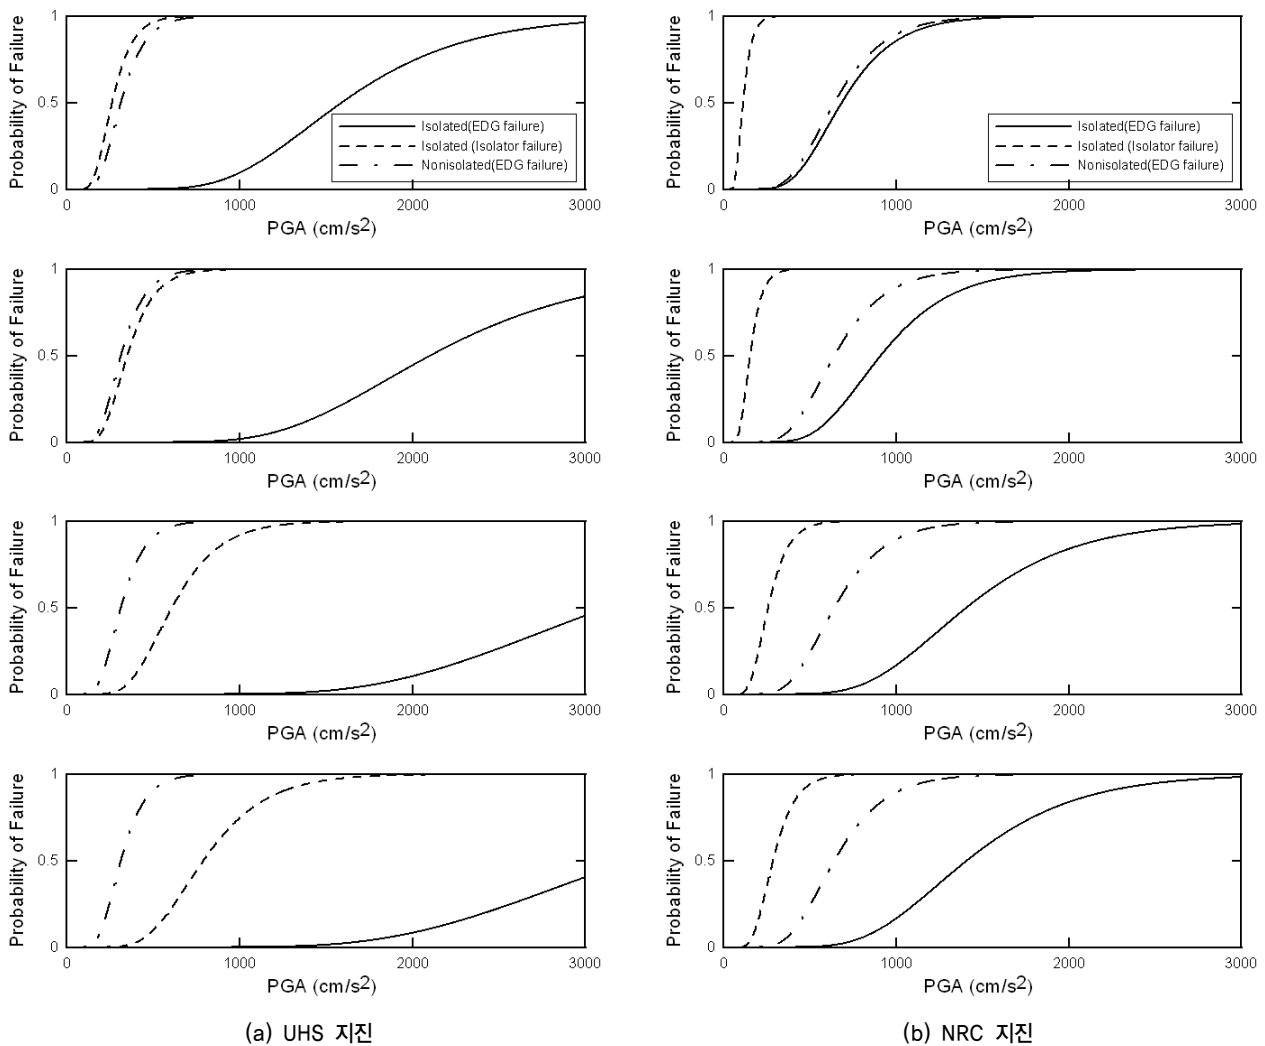 Probability of Failure
1
0.5
0
Isolated(EDG failure)
Isolated (Isolator failure)
Nonisolated(EDG failure)
0 1000 2000 3000
PGA (cm/s2)
Probability of Failure
1
0.5
0
Isolated(EDG failure)
Isolated (Isolator failure)
Nonisolated(EDG failure)
0 1000 2000 3000
PGA (cm/s2)
Probability of Failure
1
0.5
0
0 1000 2000 3000
PGA (cm/s2)
Probability of Failure
1
0.5
0
0 1000 2000 3000
PGA (cm/s2)
Probability of Failure
1
0.5
0
0 1000 2000 3000
PGA (cm/s2)
Probability of Failure
1
0.5
0
0 1000 2000 3000
PGA (cm/s2)
Probability of Failure
1
0.5
0
0 1000 2000 3000
PGA (cm/s2)
Probability of Failure
1
0.5
0
0 1000 2000 3000
PGA (cm/s2)
(a) UHS 지진
(b) NRC 지진